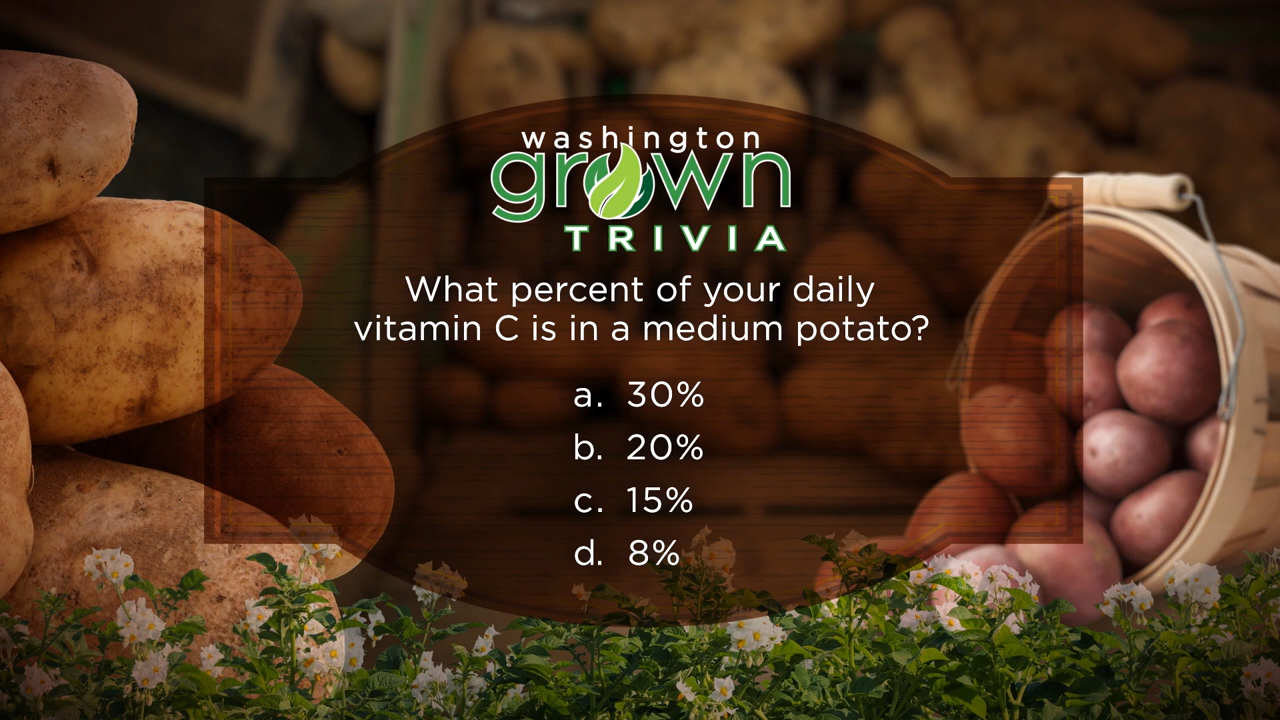 washington
grown
TRIVIA
What percent of your daily
vitamin C is in a medium potato?
a. 30%
b. 20%
c. 15%
d. 8%